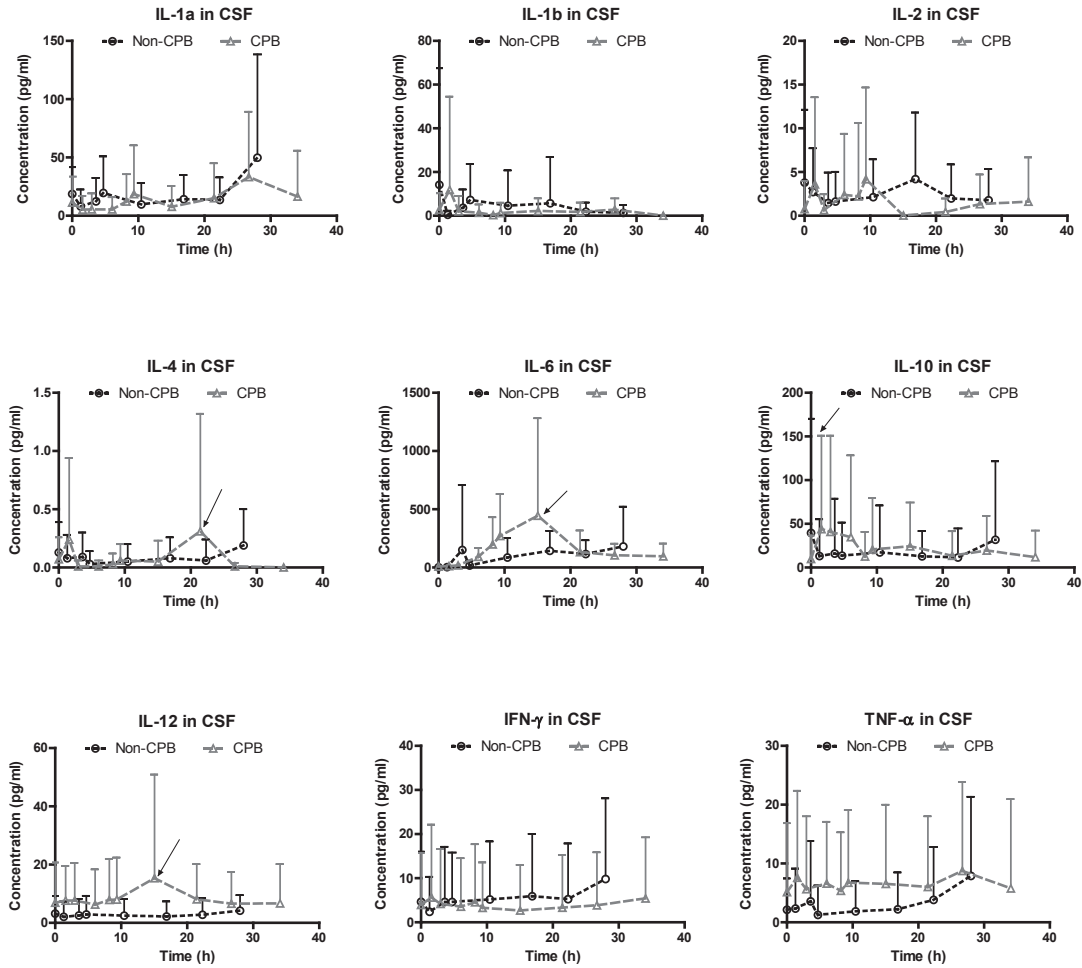 IL-1a in CSF
Non-CPB CPB
Concentration (pg/ml)
150
100
50
0
0 10 20 30 40
Time (h)
IL-1b in CSF
Non-CPB CPB
Concentration (pg/ml)
80
60
40
20
0
0 10 20 30 40
Time (h)
IL-2 in CSF
Non-CPB CPB
Concentration (pg/ml)
20
15
10
5
0
0 10 20 30 40
Time (h)
IL-4 in CSF
Non-CPB CPB
Concentration (pg/ml)
1.5
1.0
0.5
0.0
0 10 20 30 40
Time (h)
IL-6 in CSF
Non-CPB CPB
Concentration (pg/ml)
1500
1000
500
0
0 10 20 30 40
Time (h)
IL-10 in CSF
Non-CPB CPB
Concentration (pg/ml)
200
150
100
50
0
0 10 20 30 40
Time (h)
IL-12 in CSF
Non-CPB CPB
Concentration (pg/ml)
60
40
20
0
0 10 20 30 40
Time (h)
IFN-γ in CSF
Non-CPB CPB
Concentration (pg/ml)
40
30
20
10
0
0 10 20 30 40
Time (h)
TNF-α in CSF
Non-CPB CPB
Concentration (pg/ml)
30
20
10
0
0 10 20 30 40
Time (h)